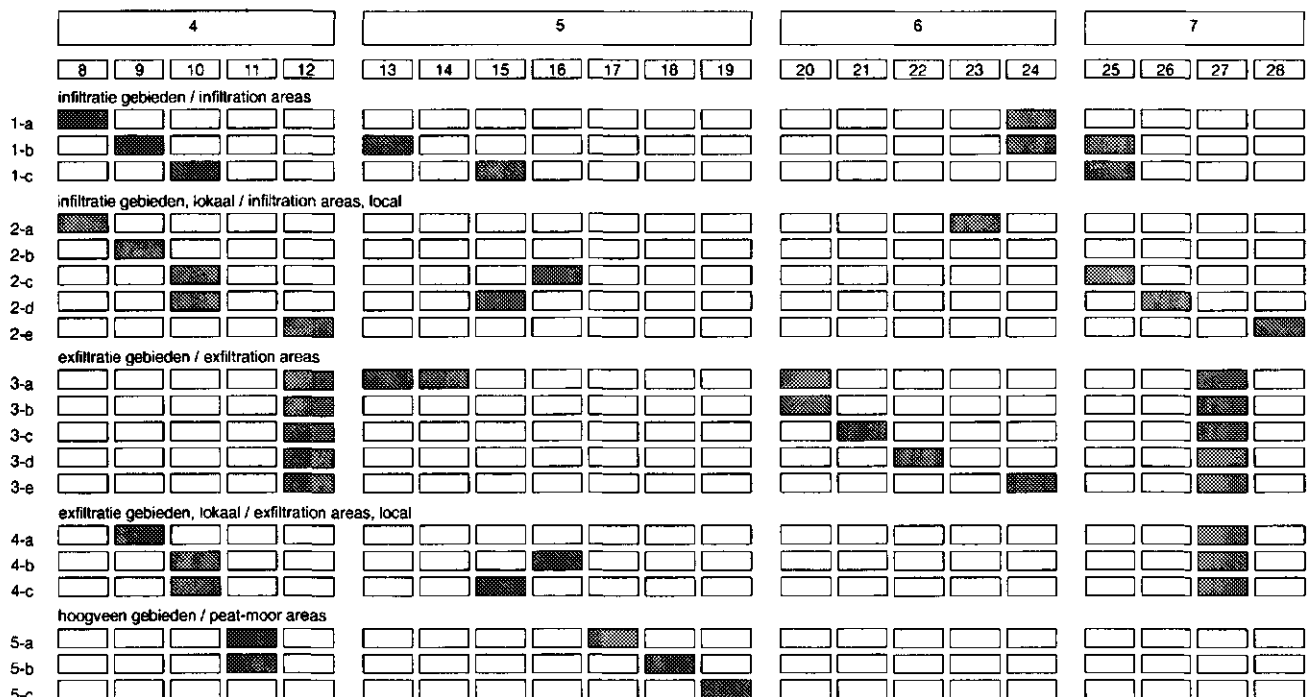 4 5 6 7
8 9 10 11 12 13 14 15 16 17 18 19 20 21 22 23 24 25 26 27 28
infiltratie gebieden / infiltration areas
1-a
1-b
1-c
infiltratie gebieden, lokaal / infiltration areas, local
2-a
2-b
2-c
2-d
2-e
exfiltratie gebieden / exfiltration areas
3-a
3-b
3-c
3-d
3-e
exfiltratie gebieden, lokaal / exfiltration areas, local
4-a
4-b
4-c
hoogveen gebieden / peat-moor areas
5-a
5-b
5-c